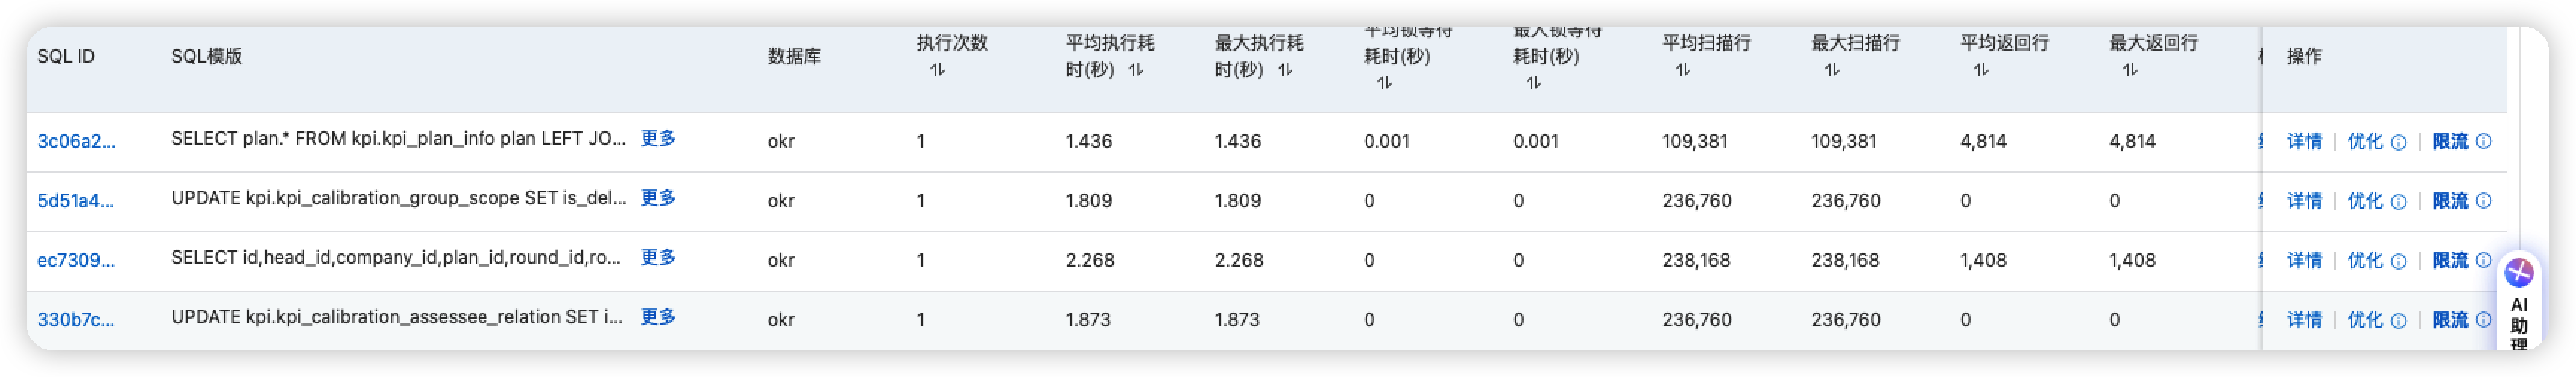 SQL ID SQL模版 数据库 执行次数 平均执行耗时(秒) 最大执行耗时(秒) 平均锁等待耗时(秒) 最大锁等待耗时(秒) 平均扫描行 最大扫描行 平均返回行 最大返回行 操作
3c06a2... SELECT plan.* FROM kpi.kpi_plan_info plan LEFT JO... 更多 okr 1 1.436 1.436 0.001 0.001 109,381 109,381 4,814 4,814 详情 优化 限流
5d51a4... UPDATE kpi.kpi_calibration_group_scope SET is_del... 更多 okr 1 1.809 1.809 0 0 236,760 236,760 0 0 详情 优化 限流
ec7309... SELECT id,head_id,company_id,plan_id,round_id,ro... 更多 okr 1 2.268 2.268 0 0 238,168 238,168 1,408 1,408 详情 优化 限流
330b7c... UPDATE kpi.kpi_calibration_assessee_relation SET i... 更多 okr 1 1.873 1.873 0 0 236,760 236,760 0 0 详情 优化 限流
AI
助
理